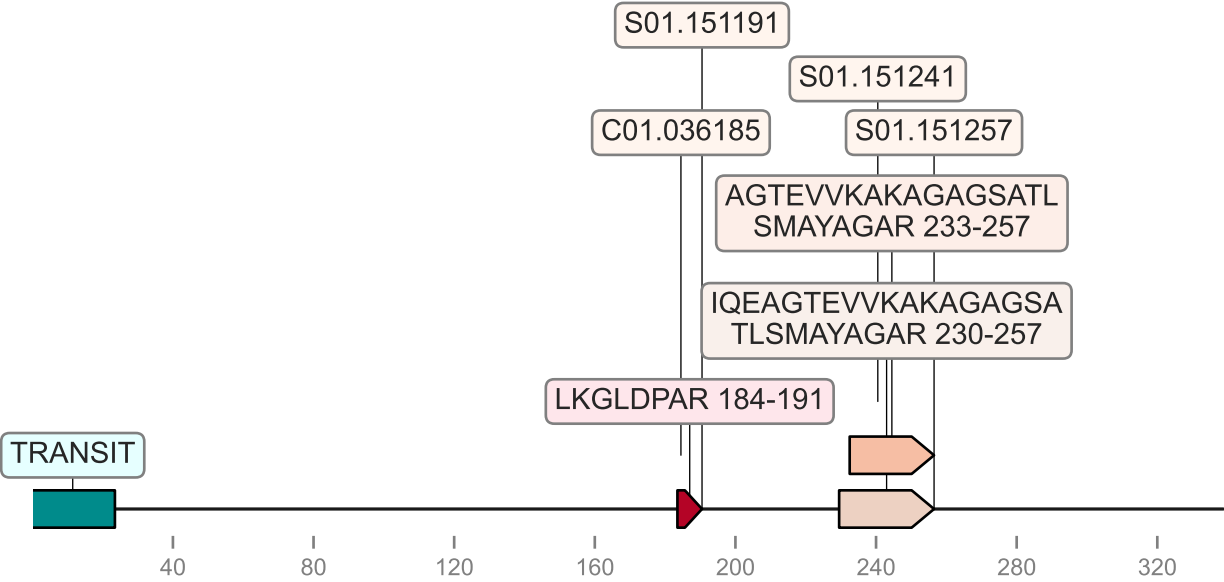 S01.151191
S01.151241
C01.036185
S01.151257
AGTEVVKAKAGAGSATL
SMAYAGAR 233-257
IQEAGTEVVKAKAGAGSA
TLSMAYAGAR 230-257
LKGLDPAR 184-191
TRANSIT
40
80
120
160
200
240
280
320